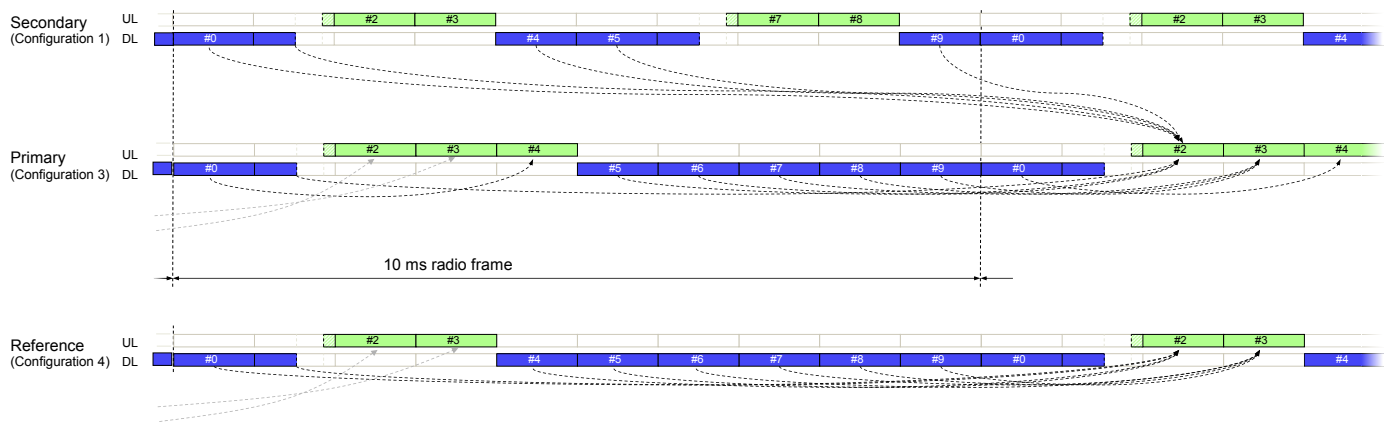 Secondary
(Configuration 1)
UL #2 #3 #7 #8 #2 #3
DL #0 #4 #5 #9 #0 #4
Primary
(Configuration 3)
UL #2 #3 #4 #2 #3 #4
DL #0 #5 #6 #7 #8 #9 #0
10 ms radio frame
Reference
(Configuration 4)
UL #2 #3 #2 #3
DL #0 #4 #5 #6 #7 #8 #9 #0 #4